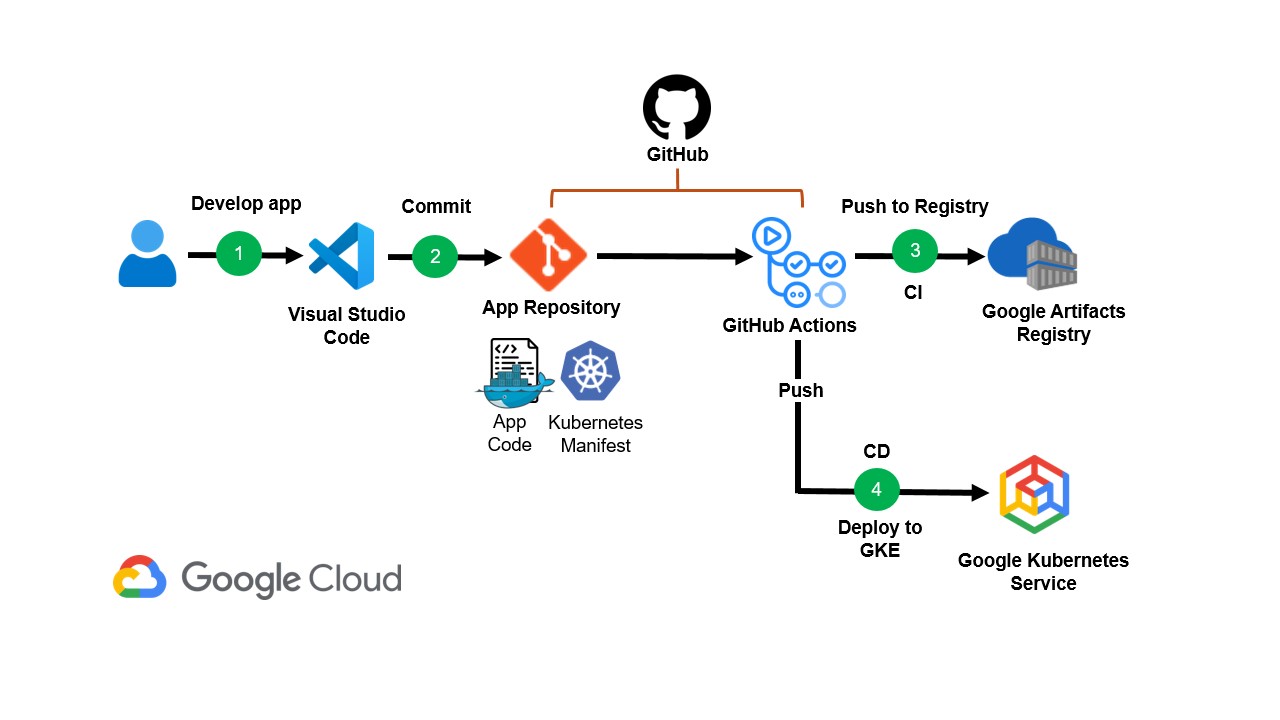 GitHub
Develop app
Commit
Push to Registry
1
2
3
CI
Visual Studio
Code
App Repository
GitHub Actions
Google Artifacts
Registry
Push
App
Code
Kubernetes
Manifest
CD
4
Deploy to
GKE
Google Kubernetes
Service
Google Cloud